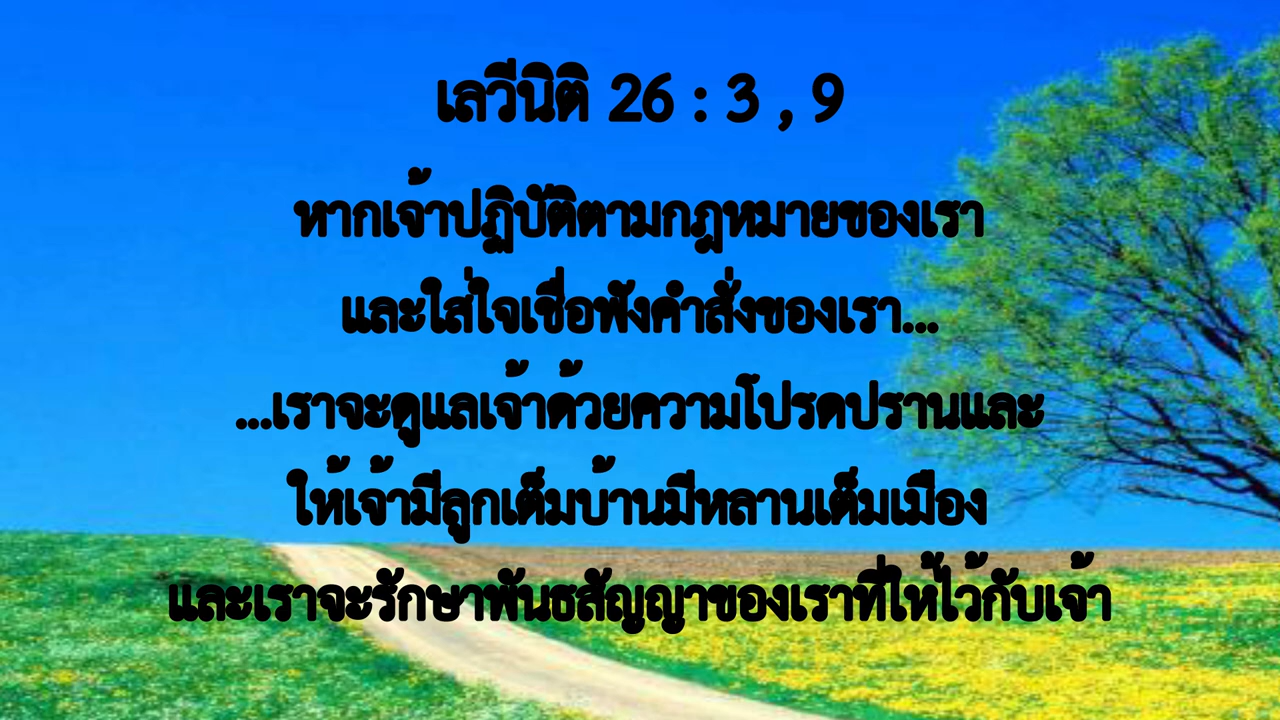 เลวีนิติ 26 : 3 , 9
หากเจ้าปฏิบัติตามกฎหมายของเรา
และใส่ใจเชื่อฟังคำสั่งของเรา...
...เราจะดูแลเจ้าด้วยความโปรดปรานและ
ให้เจ้ามีลูกเต็มบ้านมีหลานเต็มเมือง
และเราจะรักษาพันธสัญญาของเราที่ให้ไว้กับเจ้า